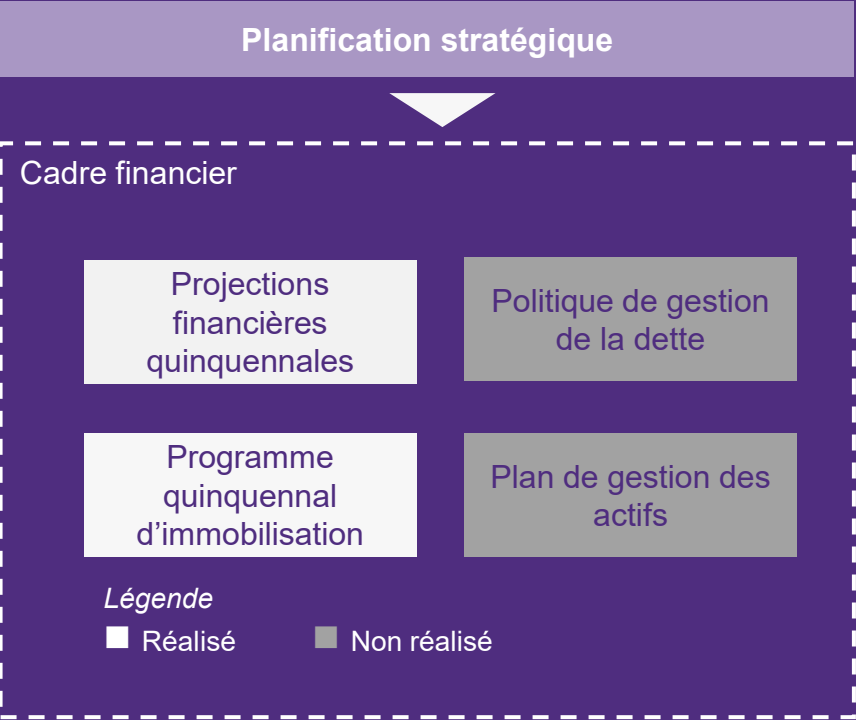 Planification stratégique
Cadre financier
Projections
financières
quinquennales
Politique de gestion
de la dette
Programme
quinquennal
d’immobilisation
Plan de gestion des
actifs
Légende
Réalisé
Non réalisé